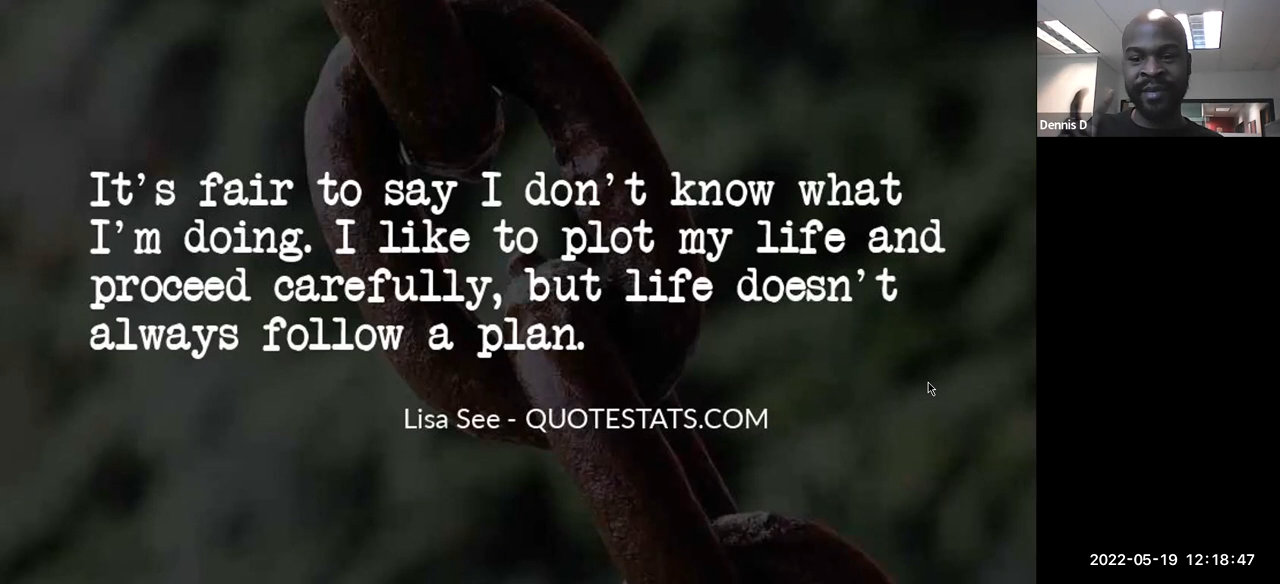 It’s fair to say I don’t know what
I’m doing. I like to plot my life and
proceed carefully, but life doesn’t
always follow a plan.
Lisa See - QUOTESTATS.COM
Dennis D
2022-05-19 12:18:47